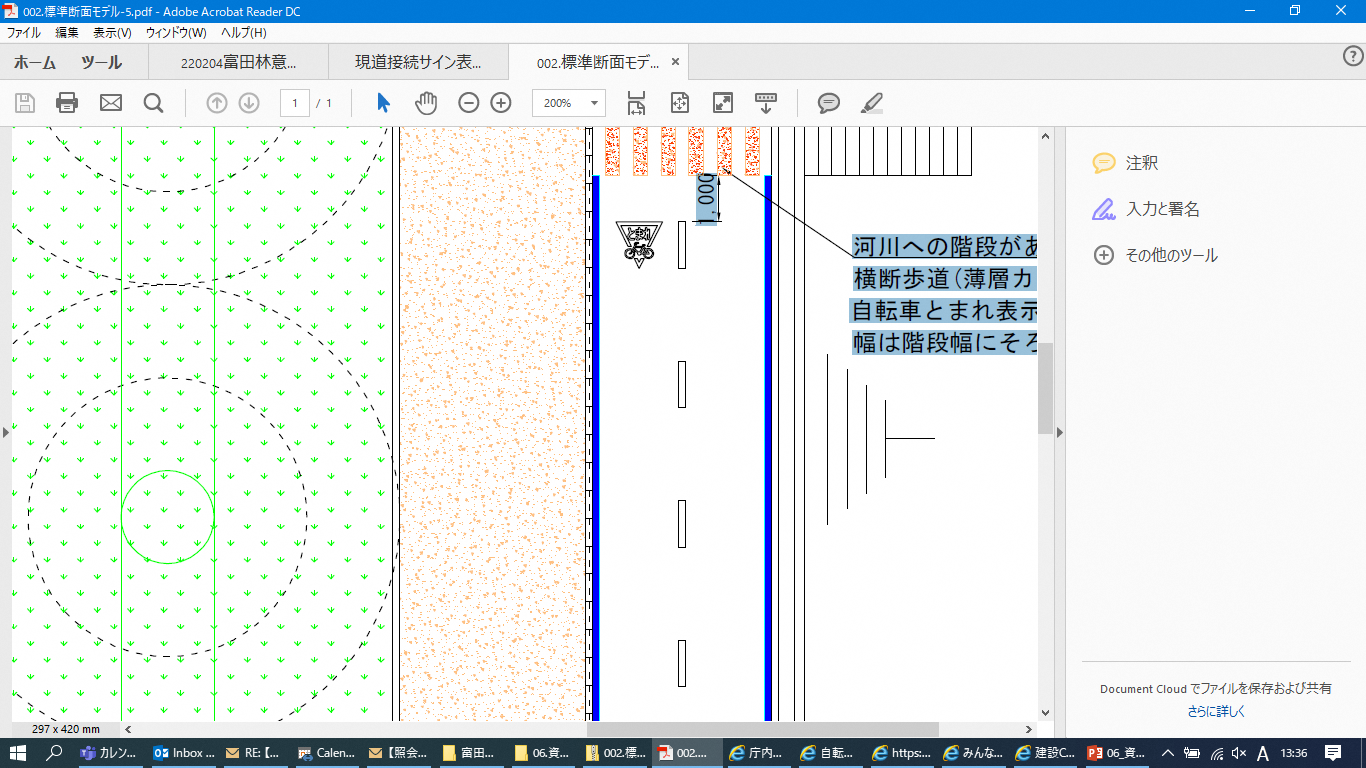 002.標準断面モデル-5.pdf - Adobe Acrobat Reader DC
ファイル 編集 表示(V) ウィンドウ(W) ヘルプ(H)
ホーム ツール 220204富田林意... 現道接続サイン表... 002.標準断面モデ... ×
1 / 1 200%
1,000
とまれ
河川への階段があ
横断歩道(薄層カ
自転車とまれ表示
幅は階段幅にそろ
注釈
入力と署名
その他のツール
Document Cloud でファイルを保存および共有
さらに詳しく
297 x 420 mm
カレン... Inbox ... RE:【... Calen... 【照会... 富田... 06.資... 002.標... 002.... 庁内... 自転... https:... みんな... 建設C... 06_資... A 13:36